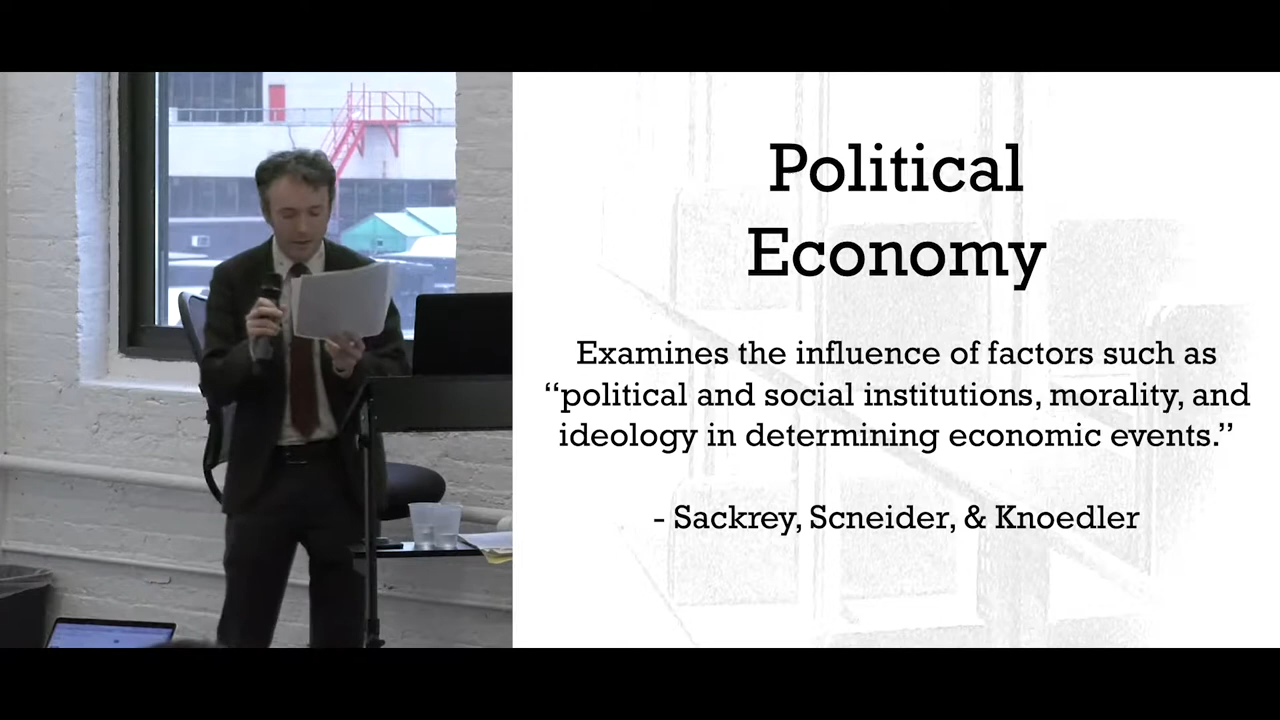 Political
Economy
Examines the influence of factors such as
“political and social institutions, morality, and
ideology in determining economic events.”
- Sackrey, Scneider, & Knoedler